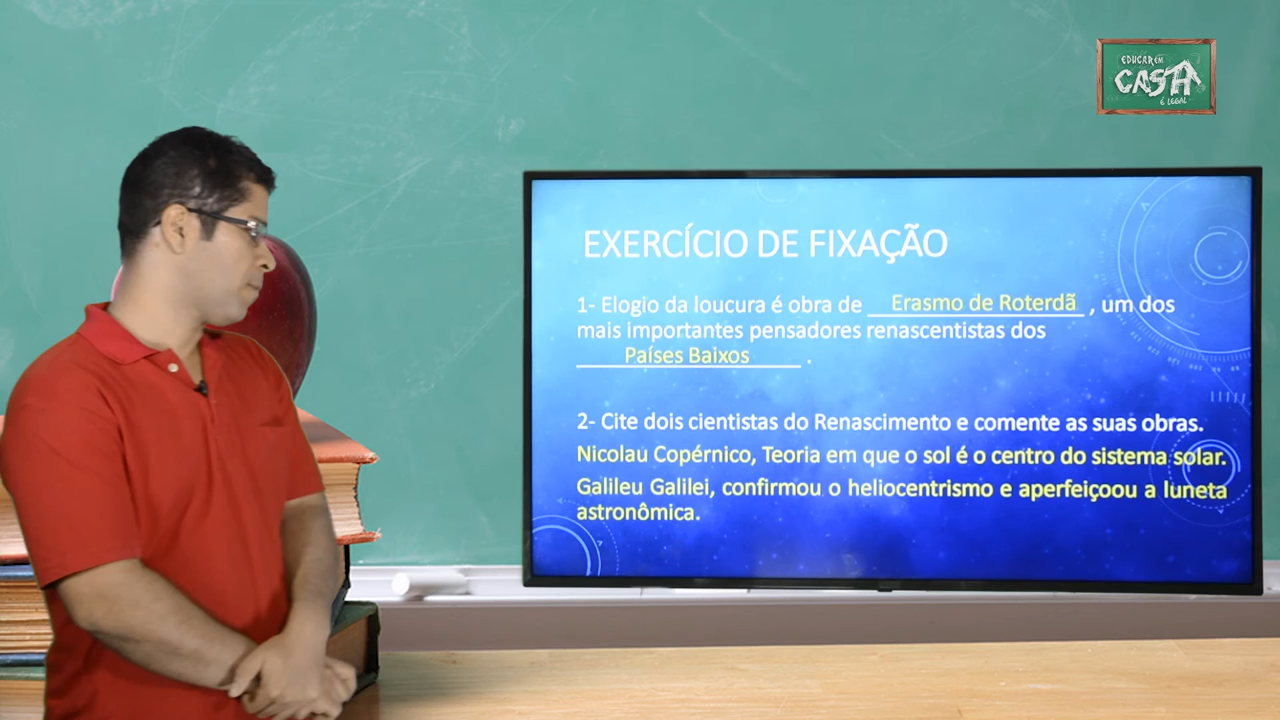 EDUCAR EM
CASA
É LEGAL
EXERCÍCIO DE FIXAÇÃO
1- Elogio da loucura é obra de Erasmo de Roterdã , um dos
mais importantes pensadores renascentistas dos
Países Baixos .
2- Cite dois cientistas do Renascimento e comente as suas obras.
Nicolau Copérnico, Teoria em que o sol é o centro do sistema solar.
Galileu Galilei, confirmou o heliocentrismo e aperfeiçoou a luneta
astronômica.